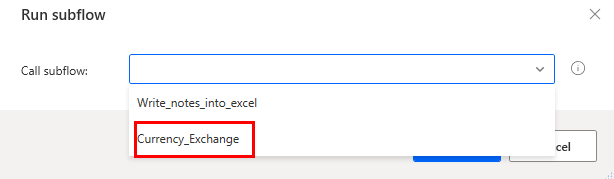 Run subflow
Call subflow:
Write_notes_into_excel
Currency_Exchange